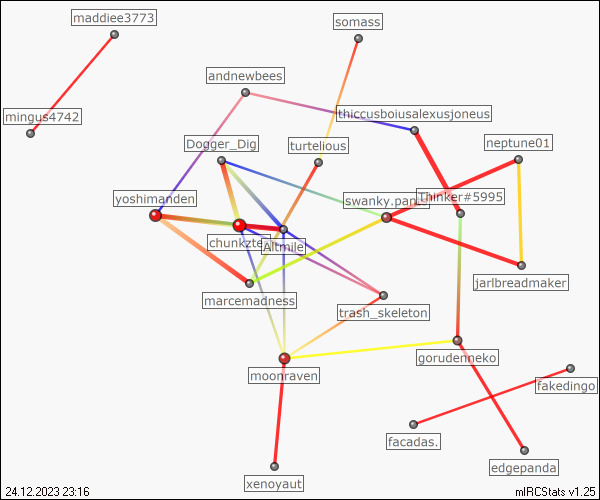 maddiee3773
somass
andnewbees
mingus4742
thiccusboiusalexusjoneus
Dogger_Dig
turtelious
neptune01
yoshimanden
swanky.pan
Thinker#5995
chunkzte
Altmile
jarlbreadmaker
marcemadness
trash_skeleton
gorudenneko
moonraven
fakedingo
facadas.
edgepanda
xenoyaut
24.12.2023 23:16
mIRCStats v1.25